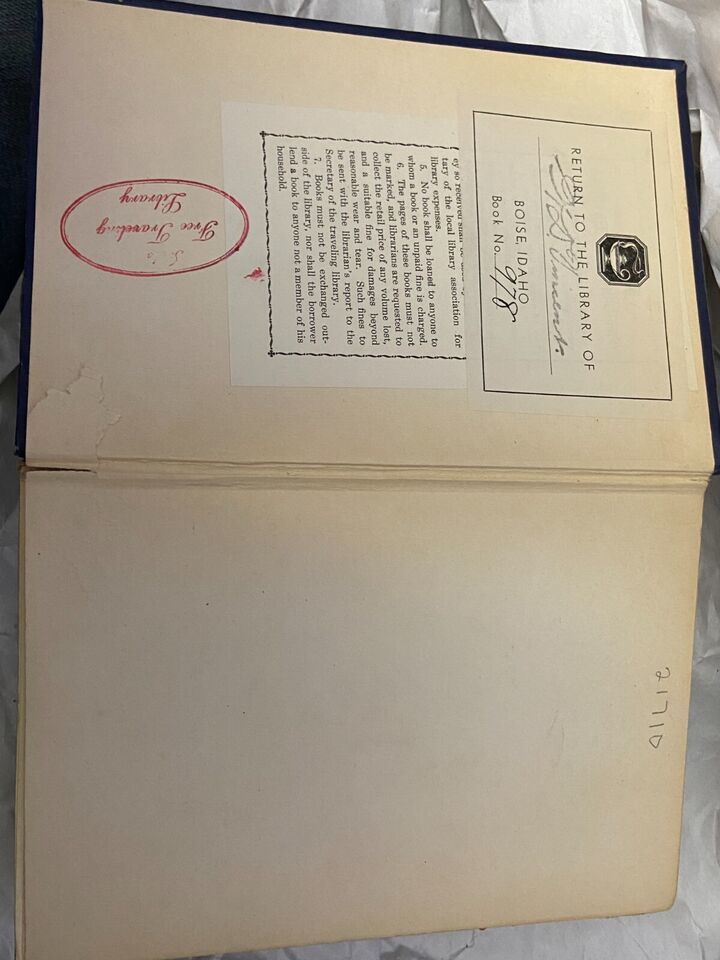 RETURN TO THE LIBRARY OF
BOISE, IDAHO
Book No. 978
ey so received shall be used by
tary of the local library association for
library expenses.
5. No book shall be loaned to anyone to
whom a book or an unpaid fine is charged.
6. The pages of these books must not
be marked, and librarians are requested to
collect the retail price of any volume lost,
and a suitable fine for damages beyond
reasonable wear and tear. Such fines to
be sent with the librarian's report to the
Secretary of the traveling library.
7. Books must not be exchanged out-
side of the library, nor shall the borrower
lend a book to anyone not a member of his
household.
Free Traveling
Library
21710